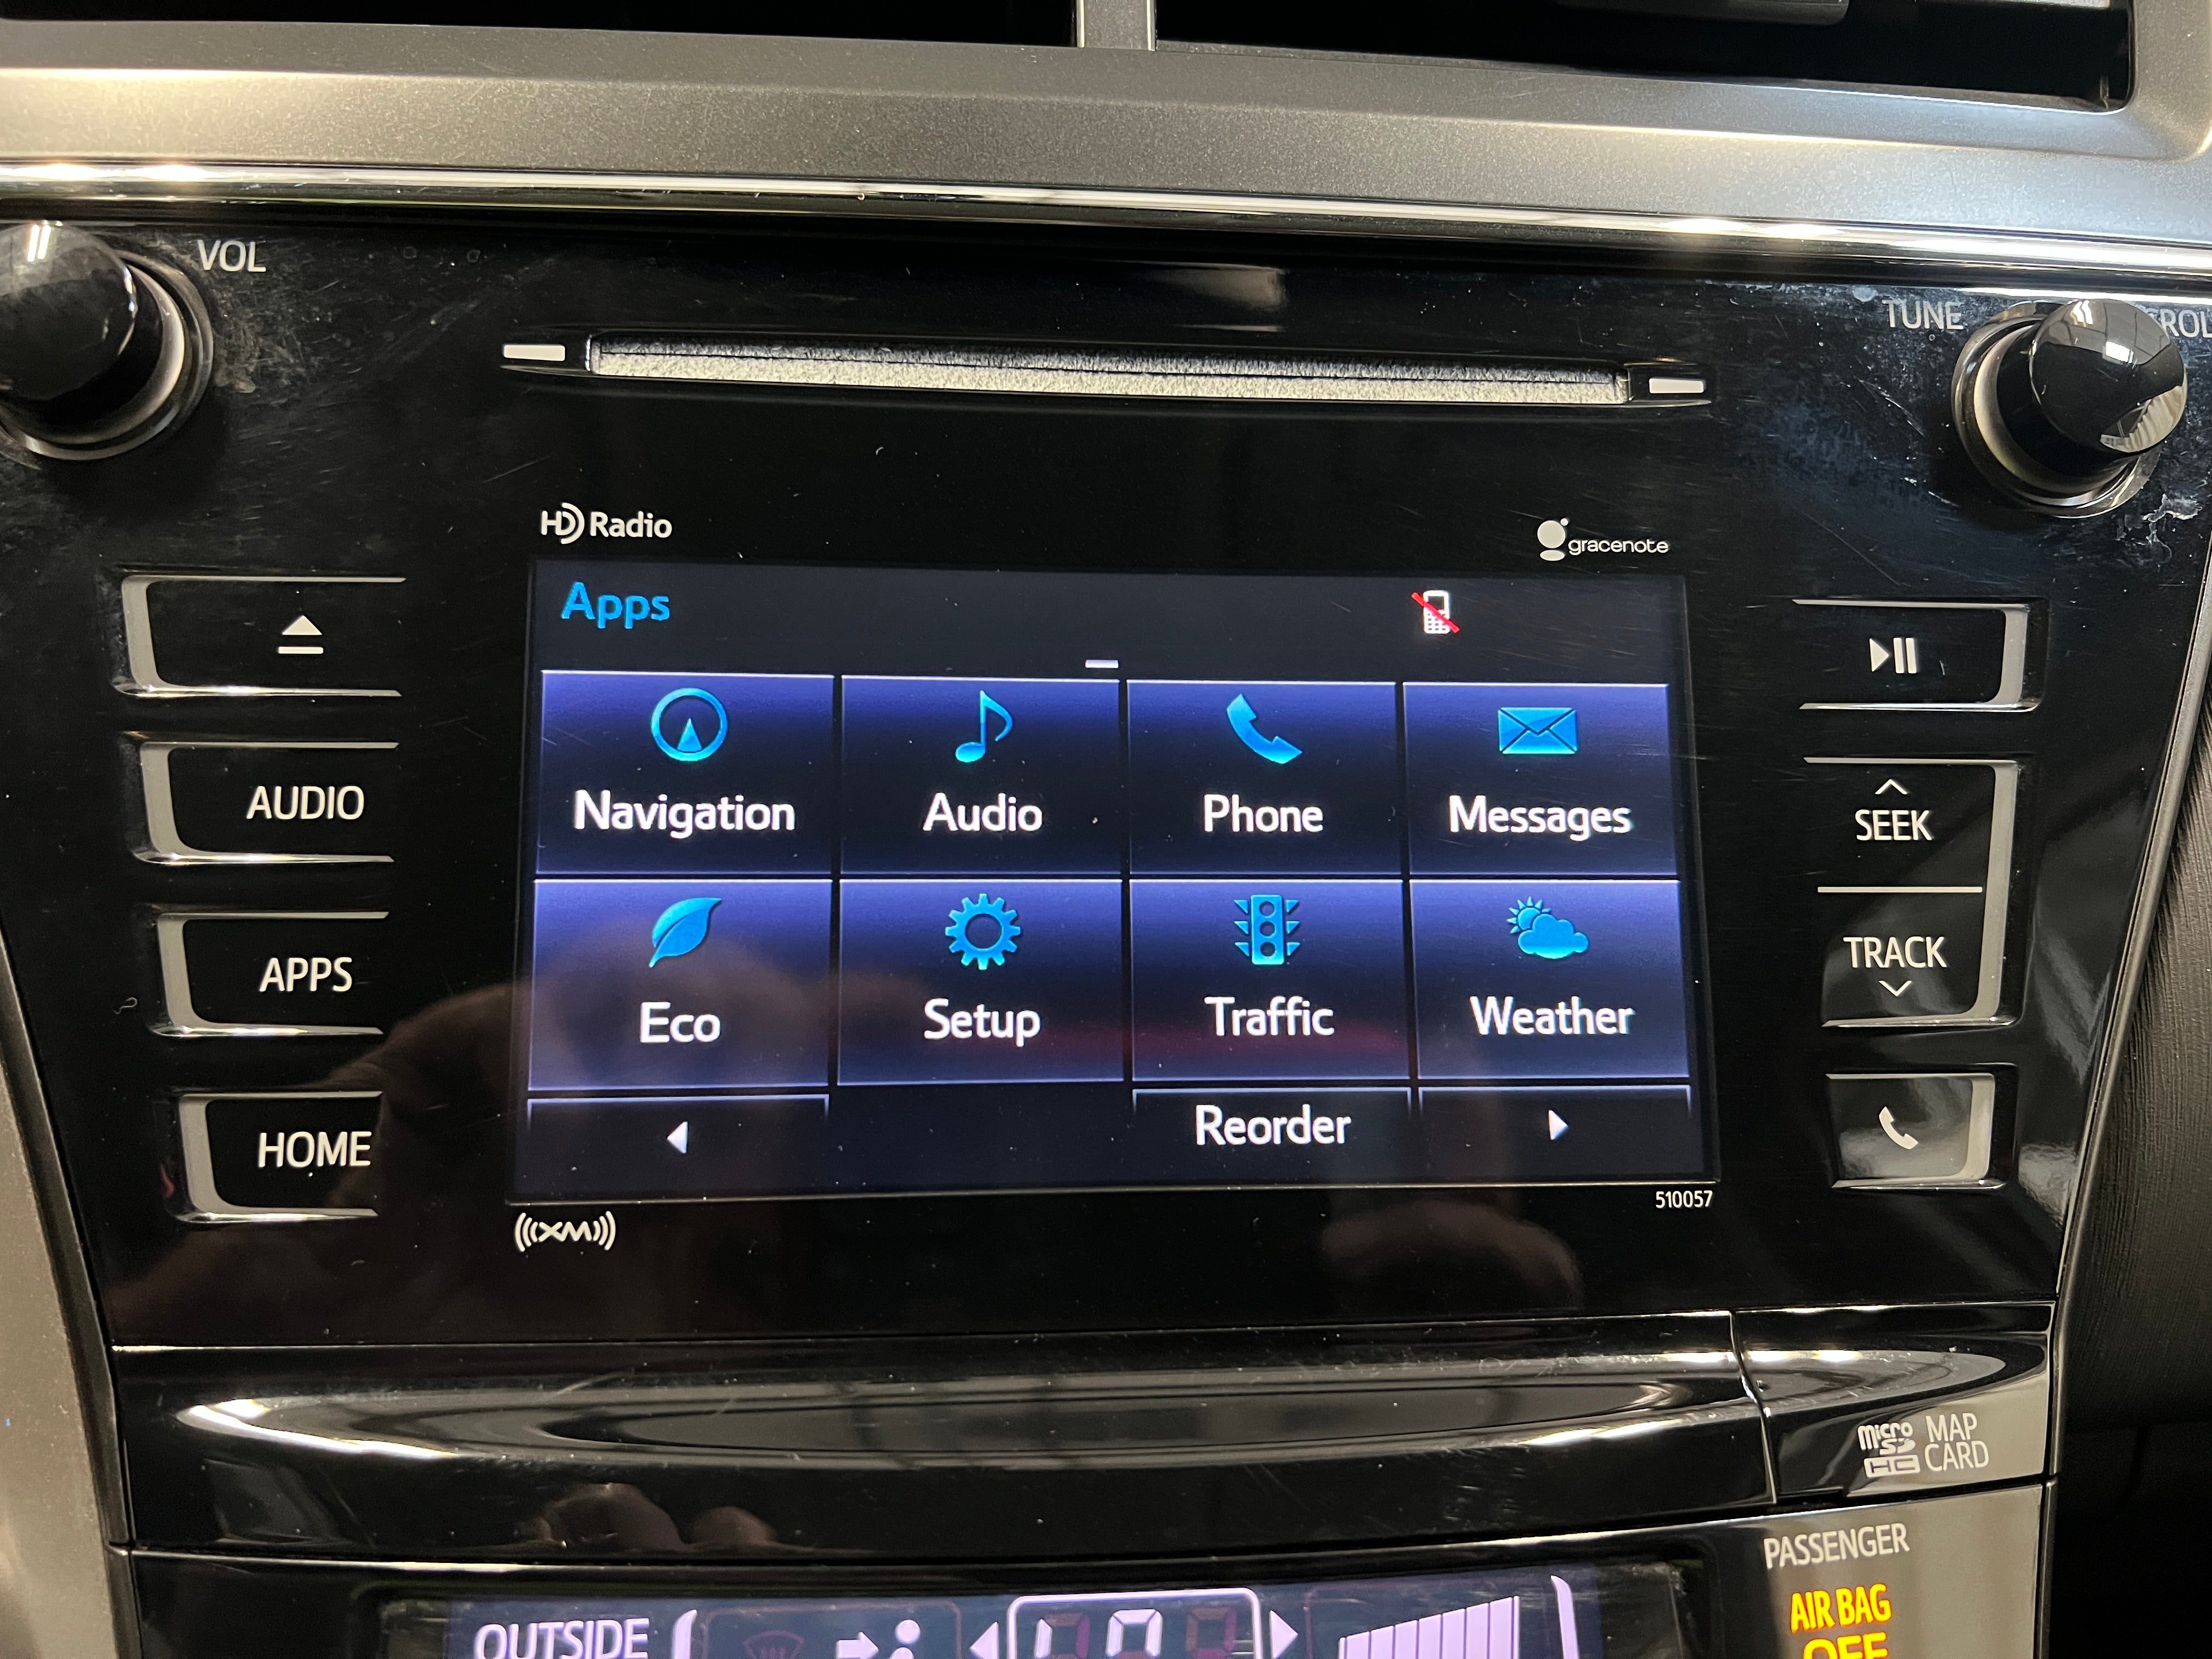 VOL
TUNE
HD Radio
gracenote
Apps
AUDIO
APPS
HOME
Navigation
Audio
Phone
Messages
Eco
Setup
Traffic
Weather
Reorder
SEEK
TRACK
510057
((XM))
micro SD HC
MAP CARD
PASSENGER
AIR BAG
OFF
OUTSIDE